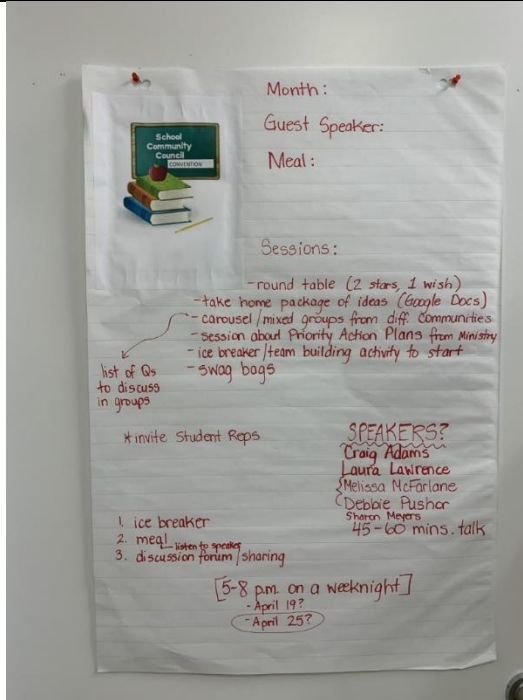 School
Community
Council
CONVENTION
Month:
Guest Speaker:
Meal:
Sessions:
-round table (2 stars, 1 wish)
-take home package of ideas (Google Docs)
-carousel/mixed groups from diff. Communities
-session about Priority Action Plans from Ministry
-ice breaker/team building activity to start
-swag bags
list of Qs
to discuss
in groups
*invite Student Reps
SPEAKERS?
Craig Adams
Laura Lawrence
Melissa McFarlane
Debbie Pushor
Sharon Meyers
45-60 mins. talk
1. ice breaker
2. meal
listen to speaker
3. discussion forum/sharing
[5-8 p.m. on a weeknight]
-April 19?
-April 25?